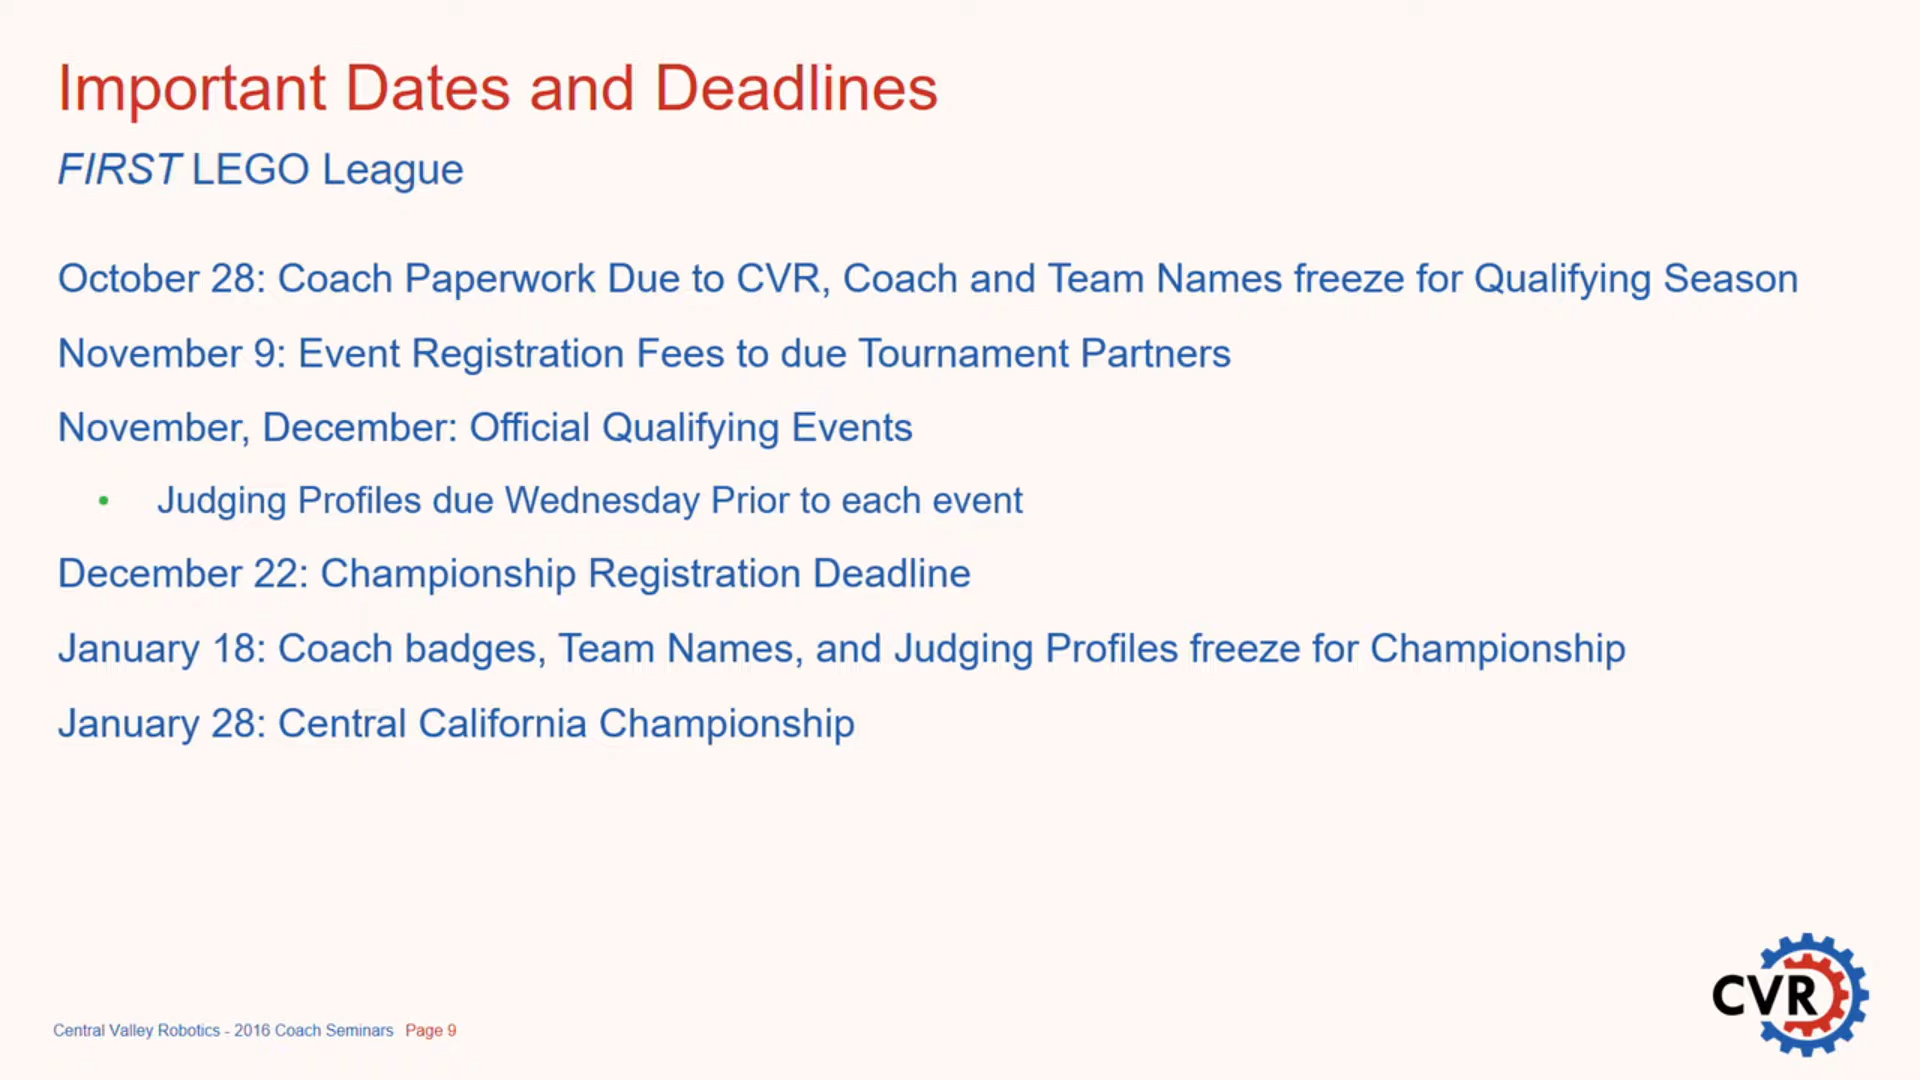 Important Dates and Deadlines
FIRST LEGO League
October 28: Coach Paperwork Due to CVR, Coach and Team Names freeze for Qualifying Season
November 9: Event Registration Fees to due Tournament Partners
November, December: Official Qualifying Events
• Judging Profiles due Wednesday Prior to each event
December 22: Championship Registration Deadline
January 18: Coach badges, Team Names, and Judging Profiles freeze for Championship
January 28: Central California Championship
CVR
Central Valley Robotics - 2016 Coach Seminars Page 9